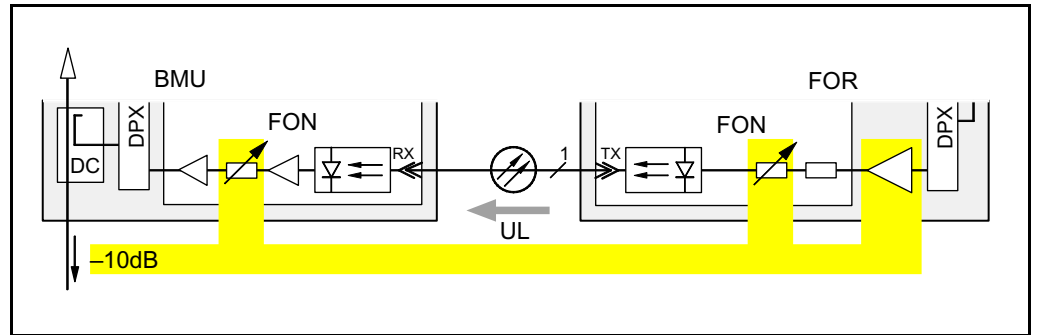 BMU
FOR
DPX
FON
FON
DPX
DC
RX
1
TX
UL
–10dB